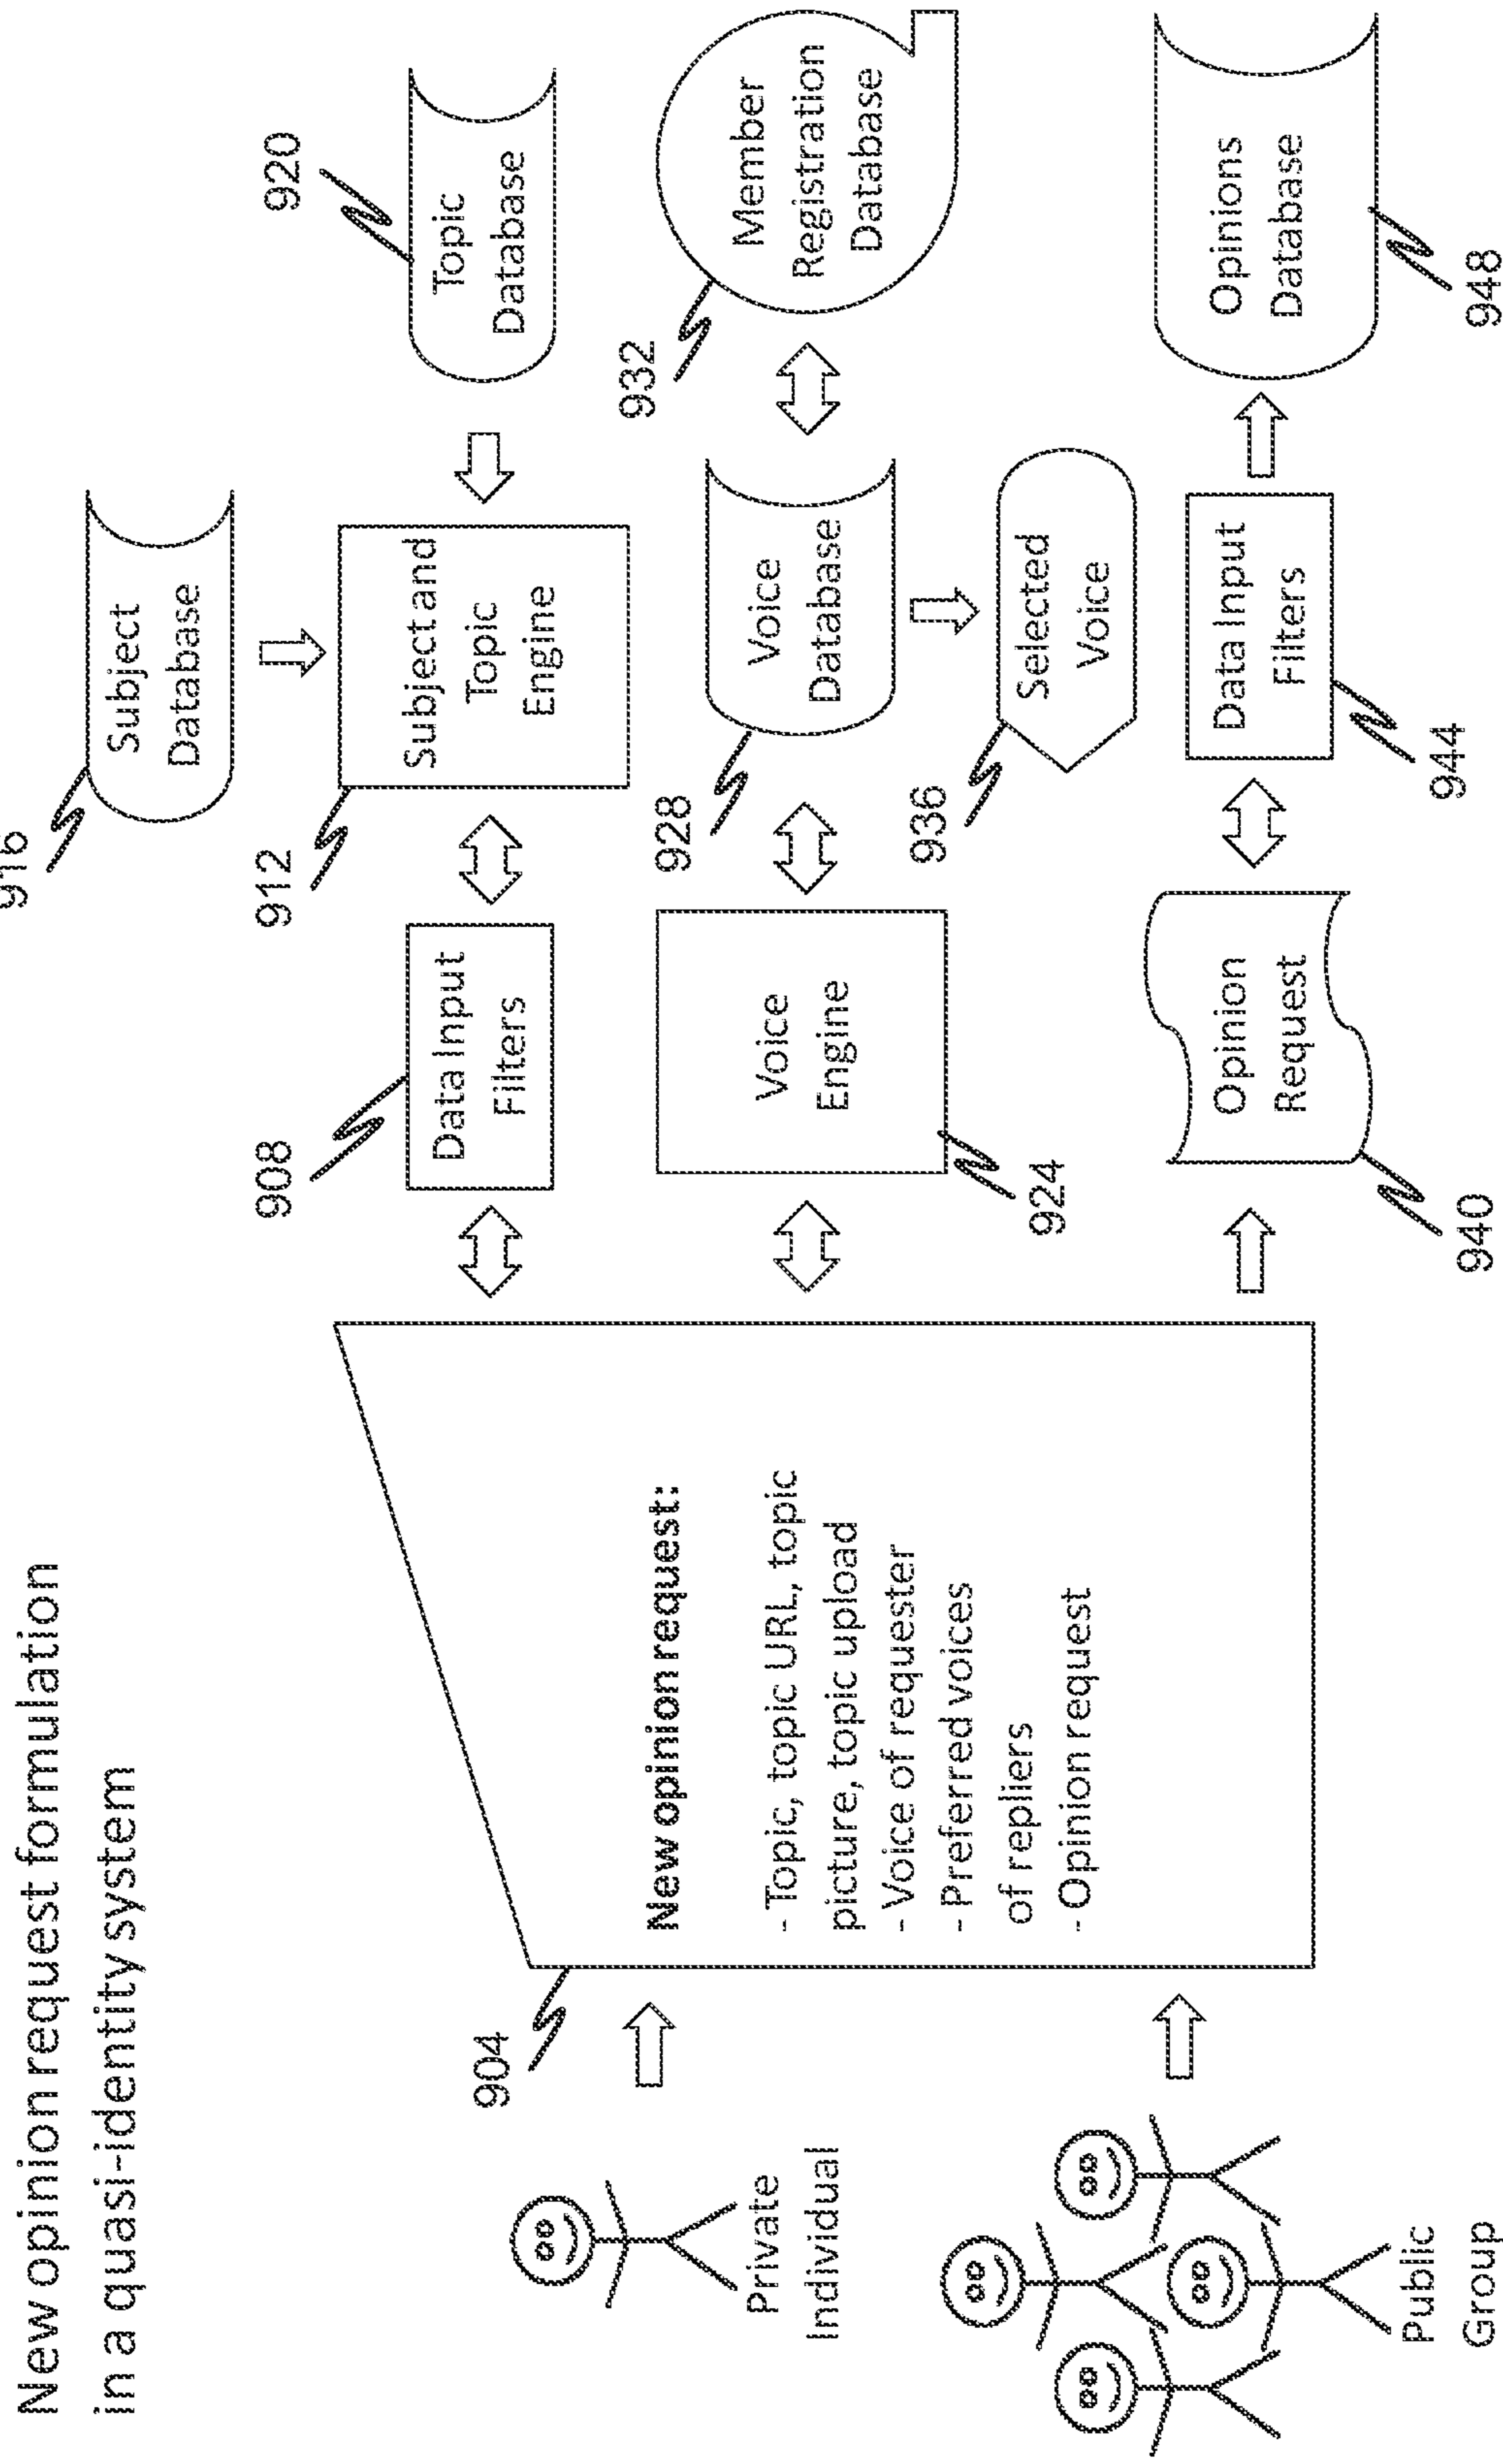 New opinion request formulation
in a quasi-identity system
916
Subject
Database
920
Topic
Database
912
Subject and
Topic
Engine
908
Data Input
Filters
904
New opinion request:
- Topic, topic URL, topic
picture, topic upload
- Voice of requester
- Preferred voices
of repliers
- Opinion request
Private
Individual
Public
Group
924
Voice
Engine
928
Voice
Database
932
Member
Registration
Database
936
Selected
Voice
940
Opinion
Request
944
Data Input
Filters
948
Opinions
Database